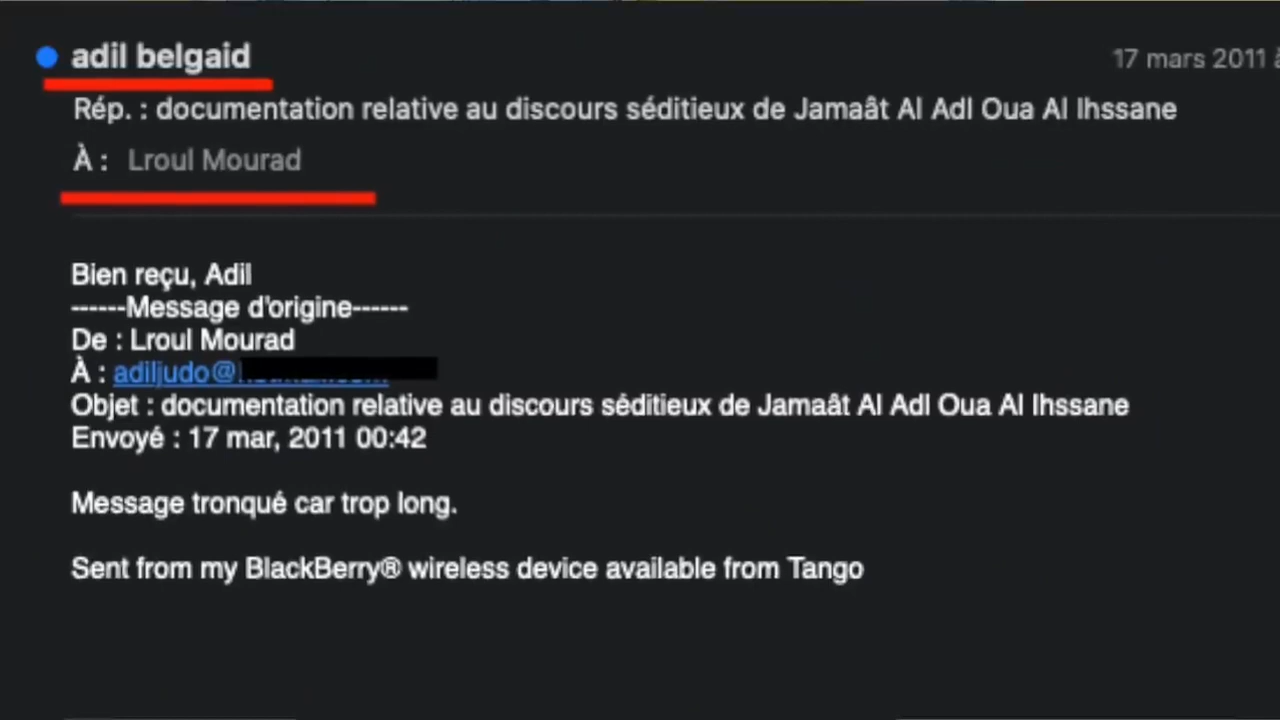 adil belgaid
17 mars 2011
Rép. : documentation relative au discours séditieux de Jamaât Al Adl Oua Al Ihssane
À : Lroul Mourad
Bien reçu, Adil
------Message d'origine------
De : Lroul Mourad
À : adiljudo@
Objet : documentation relative au discours séditieux de Jamaât Al Adl Oua Al Ihssane
Envoyé : 17 mar, 2011 00:42
Message tronqué car trop long.
Sent from my BlackBerry® wireless device available from Tango